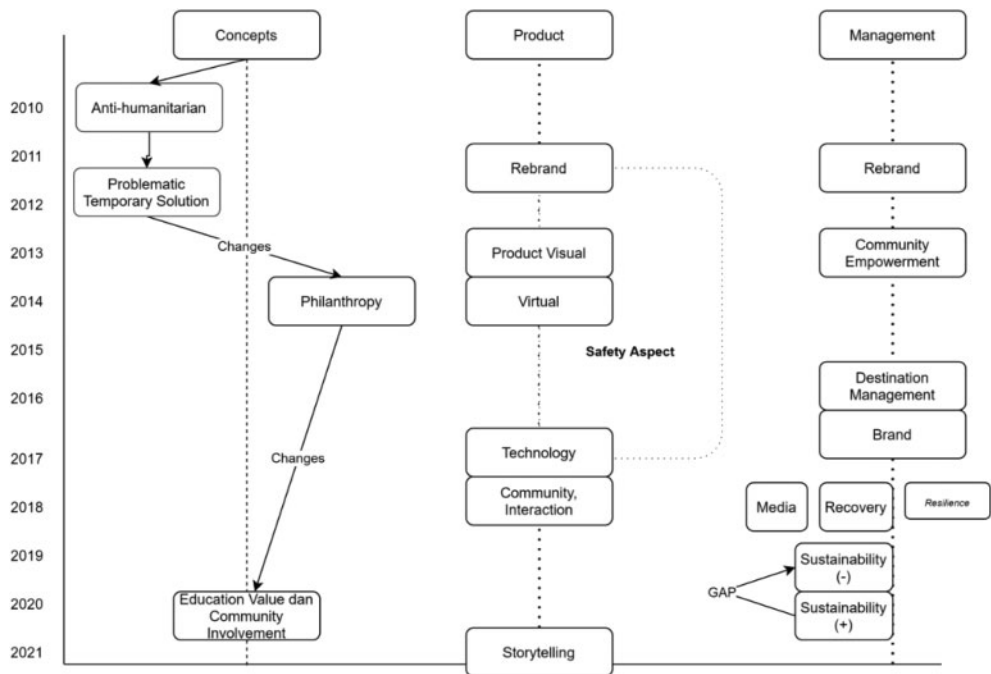 Concepts
Product
Management
2010
Anti-humanitarian
2011
Rebrand
Rebrand
Problematic
Temporary Solution
2012
Changes
2013
Product Visual
Community
Empowerment
2014
Philanthropy
Virtual
2015
Safety Aspect
2016
Destination
Management
Brand
2017
Changes
Technology
2018
Community,
Interaction
Media
Recovery
Resilience
2019
Sustainability
(-)
GAP
2020
Education Value dan
Community
Involvement
Sustainability
(+)
2021
Storytelling